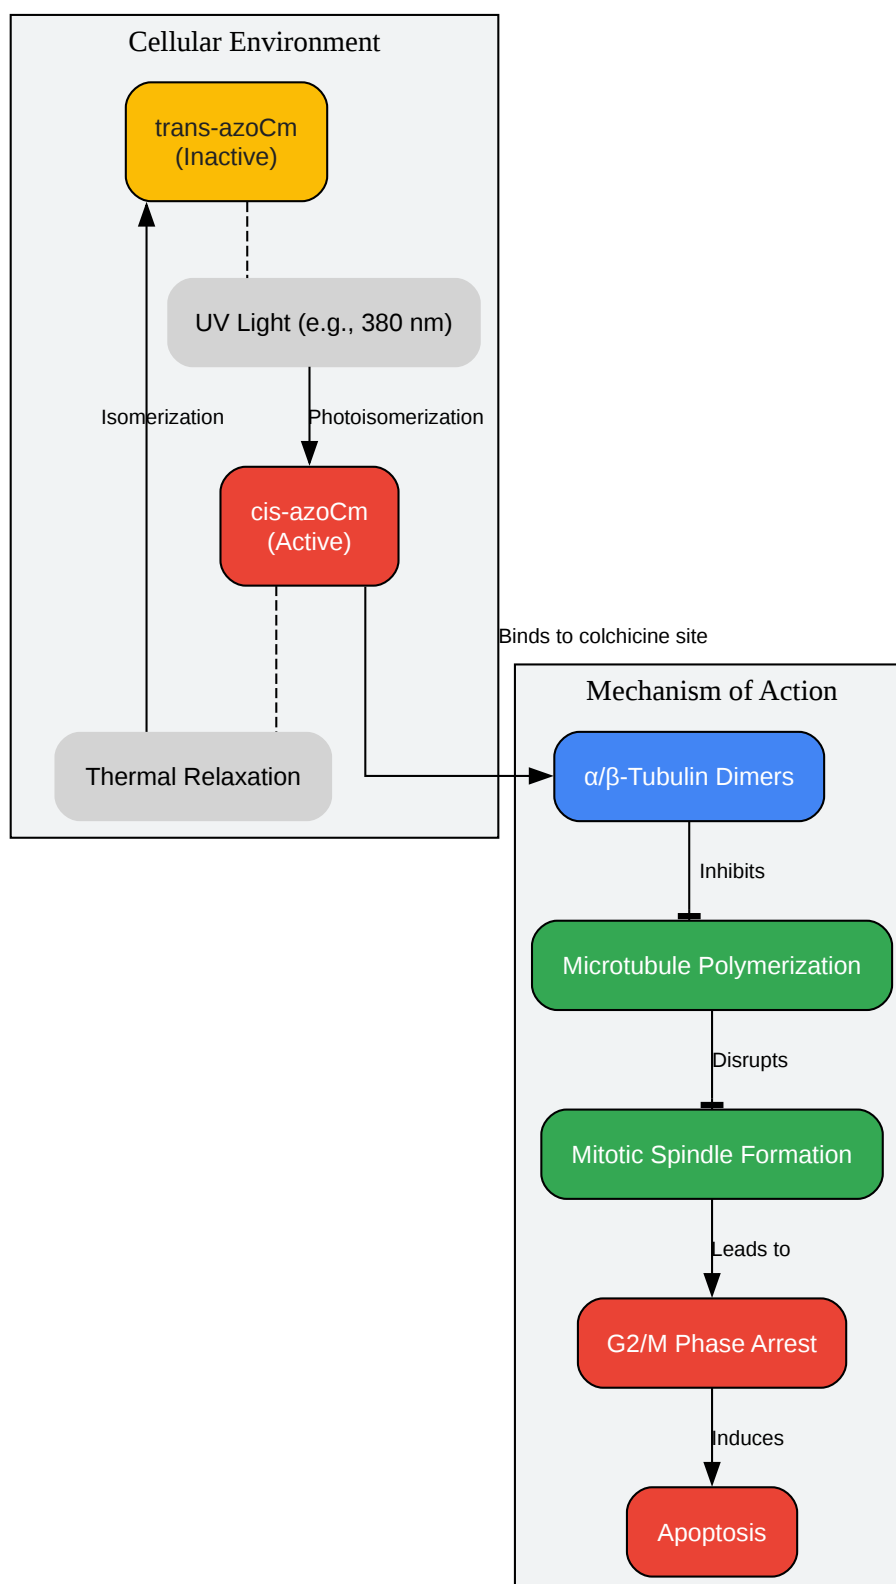 Cellular Environment
trans-azoCm
(Inactive)
UV Light (e.g., 380 nm)
Isomerization
Photoisomerization
cis-azoCm
(Active)
Binds to colchicine site
Thermal Relaxation
Mechanism of Action
α/β-Tubulin Dimers
Inhibits
Microtubule Polymerization
Disrupts
Mitotic Spindle Formation
Leads to
G2/M Phase Arrest
Induces
Apoptosis